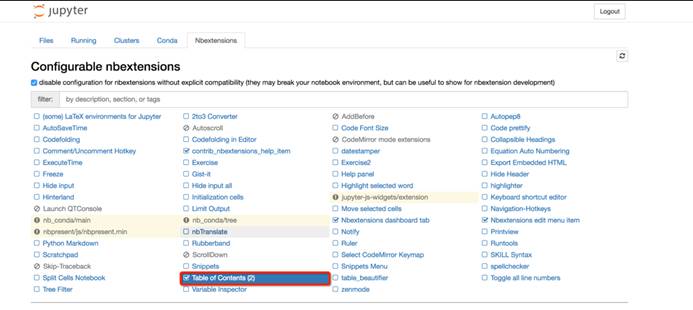 jupyter
Logout
Files Running Clusters Conda Nbextensions
Configurable nbextensions
disable configuration for nbextensions without explicit compatibility (they may break your notebook environment, but can be useful to show for nbextension development)
filter: by description, section, or tags
(some) LaTeX environments for Jupyter 2to3 Converter AddBefore Autopep8
AutoSaveTime Autoscroll Code Font Size Code prettify
Codefolding Codefolding in Editor CodeMirror mode extensions Collapsible Headings
Comment/Uncomment Hotkey contrib_nbextensions_help_item datestamper Equation Auto Numbering
ExecuteTime Exercise Exercise2 Export Embedded HTML
Freeze Gist-it Help panel Hide Header
Hide input Hide input all Highlight selected word highlighter
Hinterland Initialization cells jupyter-js-widgets/extension Keyboard shortcut editor
Launch QTConsole Limit Output Move selected cells Navigation-Hotkeys
nb_conda/main nb_conda/tree Nbextensions dashboard tab Nbextensions edit menu item
nbpresent/js/nbpresent.min nbTranslate Notify Printview
Python Markdown Rubberband Ruler Runtools
Scratchpad ScrollDown Select CodeMirror Keymap SKILL Syntax
Skip-Traceback Snippets Snippets Menu spellchecker
Split Cells Notebook Table of Contents (2) table_beautifier Toggle all line numbers
Tree Filter Variable Inspector zenmode